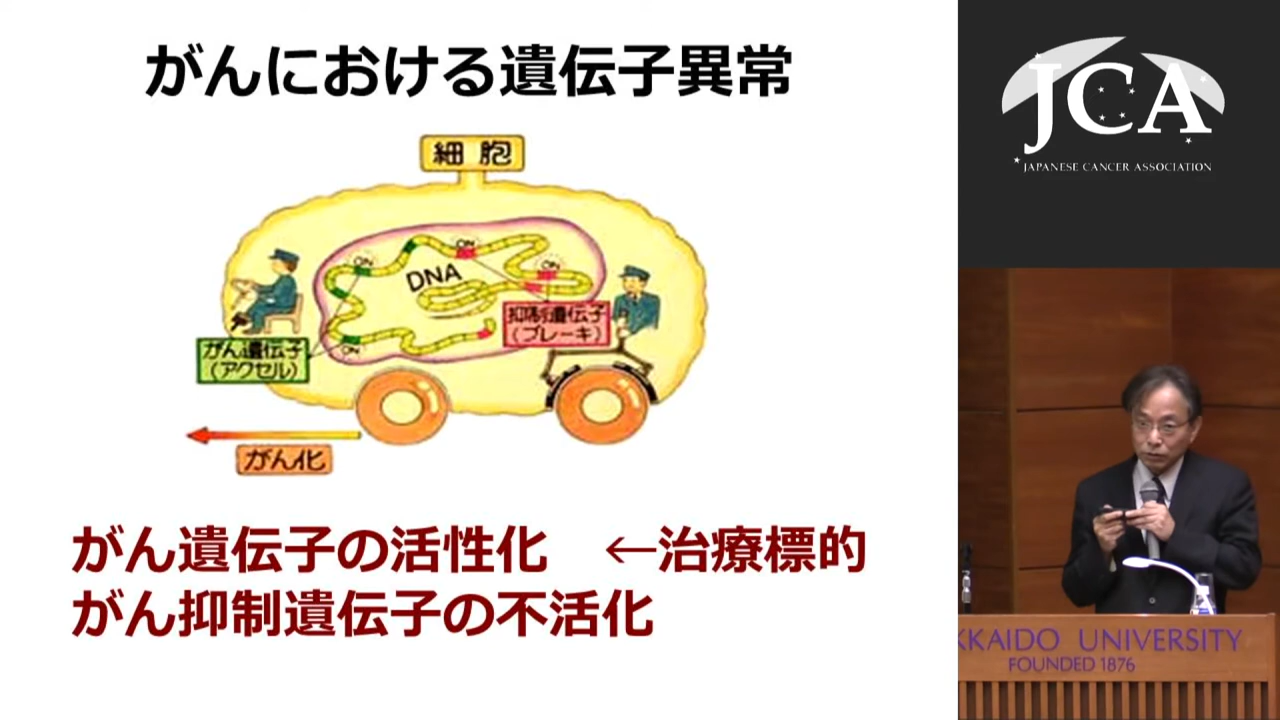 がんにおける遺伝子異常
細胞
ON
ON
ON
DNA
抑制遺伝子
(ブレーキ)
がん遺伝子
(アクセル)
ON
がん化
がん遺伝子の活性化 ←治療標的
がん抑制遺伝子の不活化
JCA
JAPANESE CANCER ASSOCIATION
KKAIDO UNIVERSITY
FOUNDED 1876